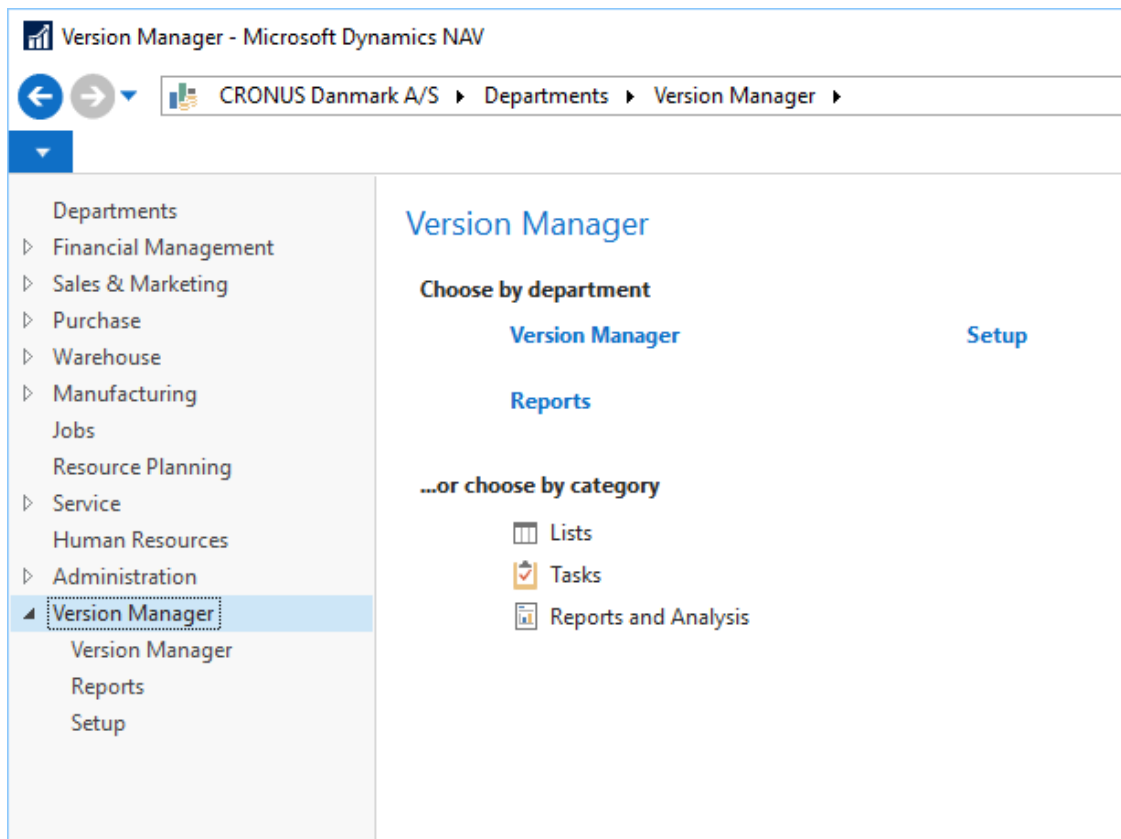 Version Manager - Microsoft Dynamics NAV
CRONUS Danmark A/S Departments Version Manager
Departments
Financial Management
Sales & Marketing
Purchase
Warehouse
Manufacturing
Jobs
Resource Planning
Service
Human Resources
Administration
Version Manager
Version Manager
Reports
Setup
Version Manager
Choose by department
Version Manager Setup
Reports
...or choose by category
Lists
Tasks
Reports and Analysis